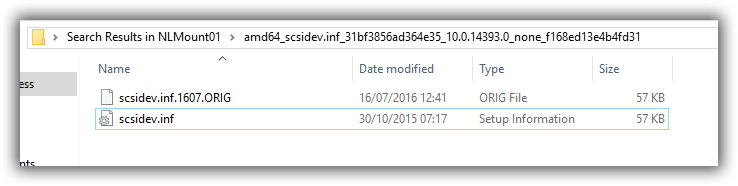 Search Results in NLMount01 > amd64_scsidev.inf_31bf3856ad364e35_10.0.14393.0_none_f168ed13e4b4fd31
Name Date modified Type Size
ess
scsidev.inf.1607.ORIG 16/07/2016 12:41 ORIG File 57 KB
scsidev.inf 30/10/2015 07:17 Setup Information 57 KB
nts